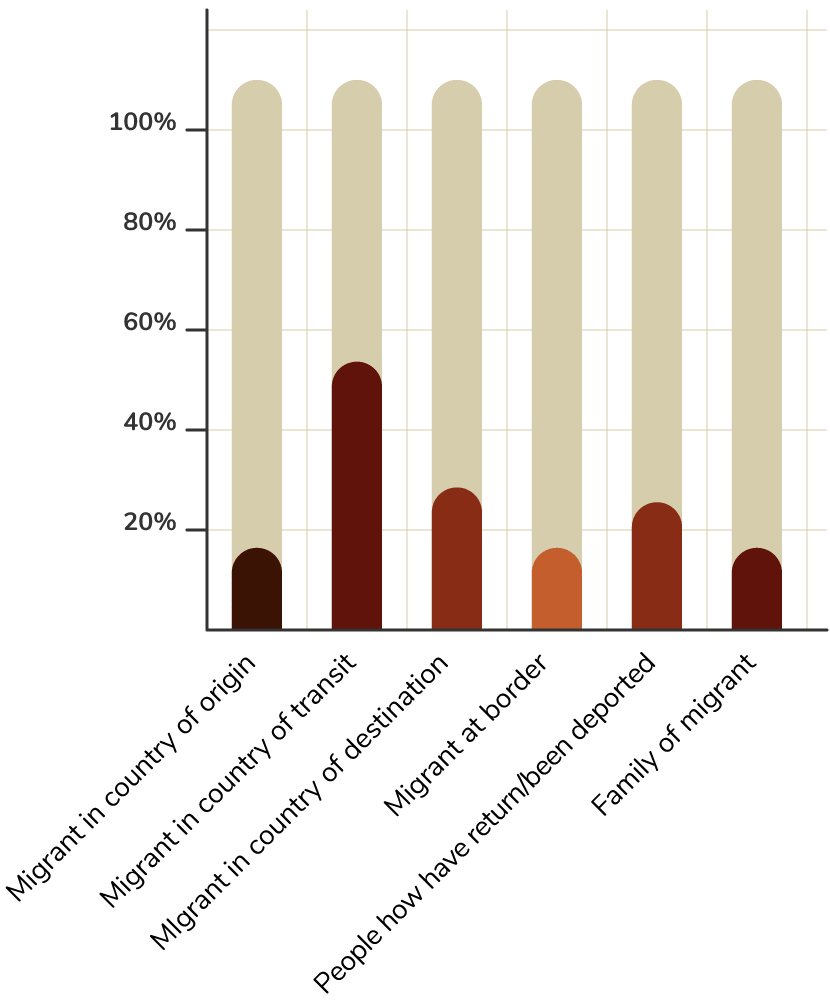 100%
80%
60%
40%
20%
Migrant in country of origin
Migrant in country of transit
MIgrant in country of destination
Migrant at border
People how have return/been deported
Family of migrant